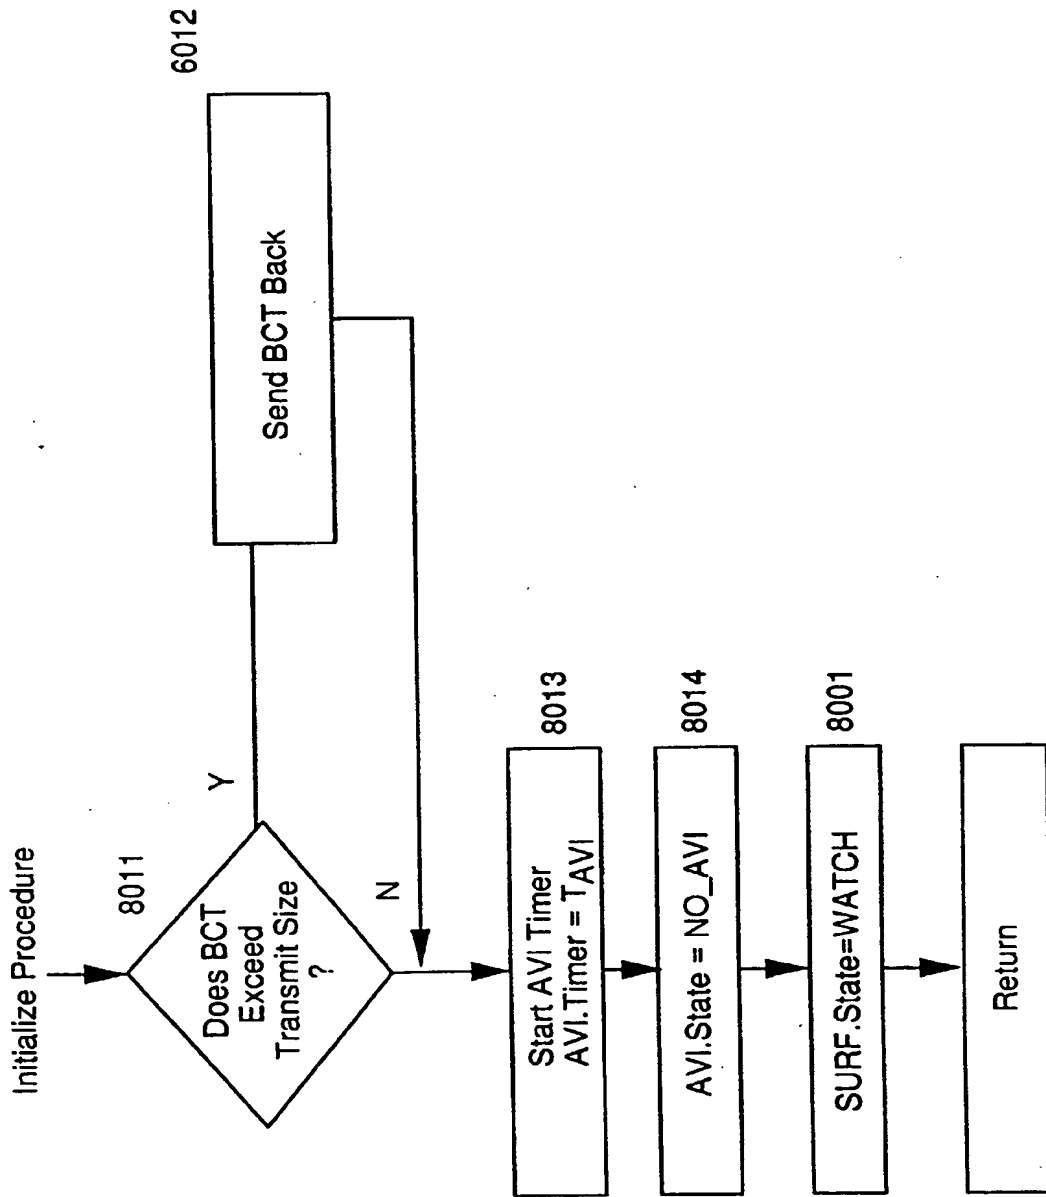 Initialize Procedure
8011
Does BCT
Exceed
Transmit Size
?
Y
N
6012
Send BCT Back
8013
Start AVI Timer
AVI.Timer = TAVI
8014
AVI.State = NO_AVI
8001
SURF.State=WATCH
Return